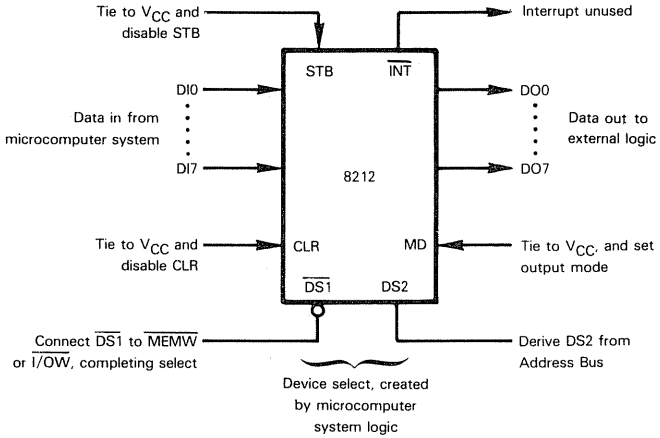 Tie to VCC and
disable STB
Interrupt unused
STB
INT
DI0
DO0
Data in from
microcomputer system
Data out to
external logic
DI7
DO7
8212
Tie to VCC and
disable CLR
CLR
MD
Tie to VCC, and set
output mode
DS1
DS2
Connect DS1 to MEMW
or I/OW, completing select
Derive DS2 from
Address Bus
Device select, created
by microcomputer
system logic